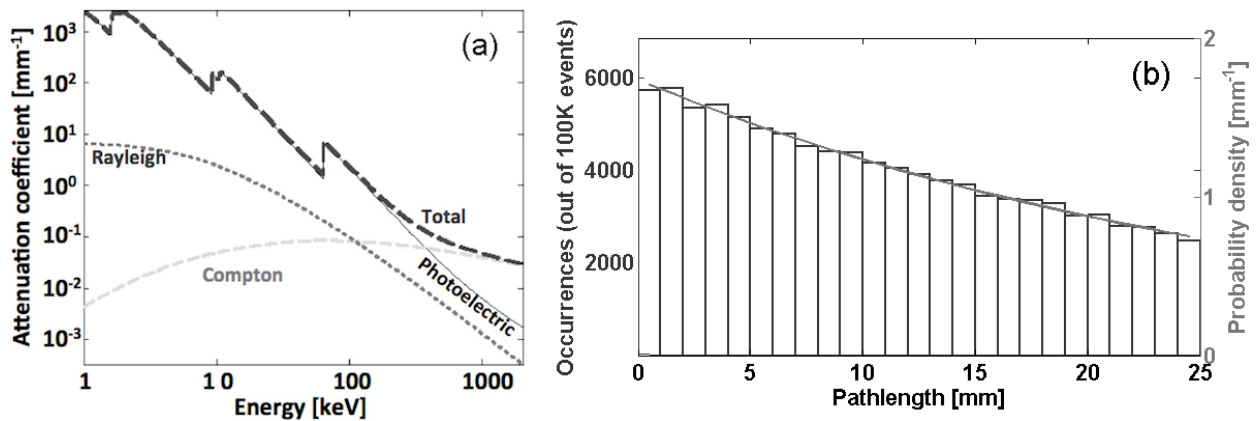 (a)
Attenuation coefficient [mm⁻¹]
10³
10²
10¹
10⁰
10⁻¹
10⁻²
10⁻³
Rayleigh
Total
Compton
Photoelectric
1
1 0
100
1000
Energy [keV]
(b)
Occurrences (out of 100K events)
6000
4000
2000
2
1
0
Probability density [mm⁻¹]
0
5
10
15
20
25
Pathlength [mm]